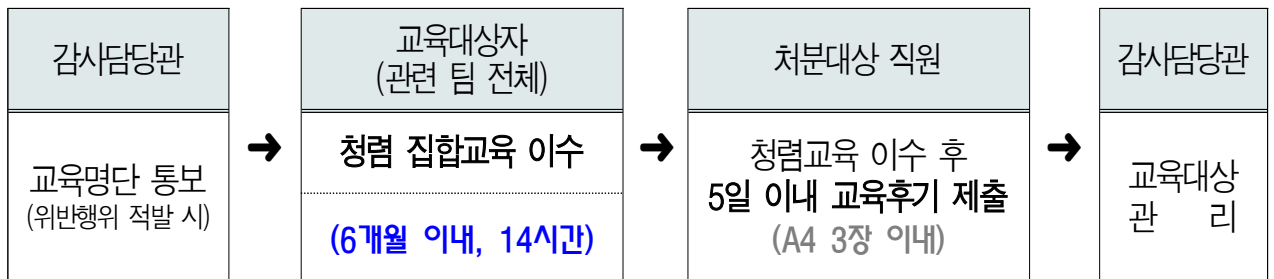 감사담당관
교육명단 통보
(위반행위 적발 시)
➜
교육대상자
(관련 팀 전체)
청렴 집합교육 이수
(6개월 이내, 14시간)
➜
처분대상 직원
청렴교육 이수 후
5일 이내 교육후기 제출
(A4 3장 이내)
➜
감사담당관
교육대상
관 리